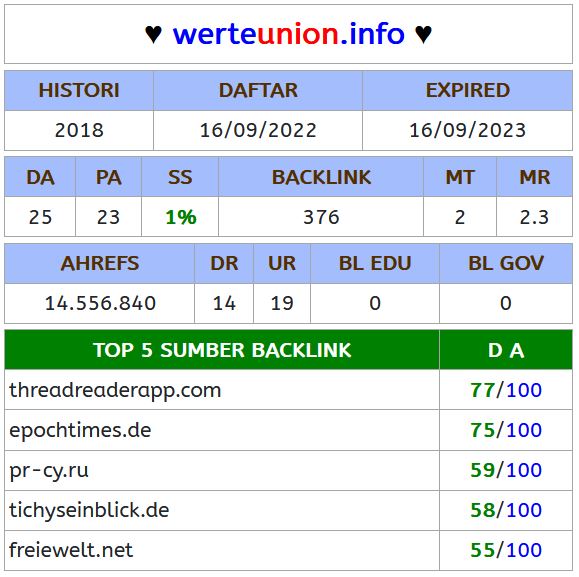 ♥ werteunion.info ♥
HISTORI DAFTAR EXPIRED
2018 16/09/2022 16/09/2023
DA PA SS BACKLINK MT MR
25 23 1% 376 2 2.3
AHREFS DR UR BL EDU BL GOV
14.556.840 14 19 0 0
TOP 5 SUMBER BACKLINK D A
threadreaderapp.com 77/100
epochtimes.de 75/100
pr-cy.ru 59/100
tichyseinblick.de 58/100
freiewelt.net 55/100